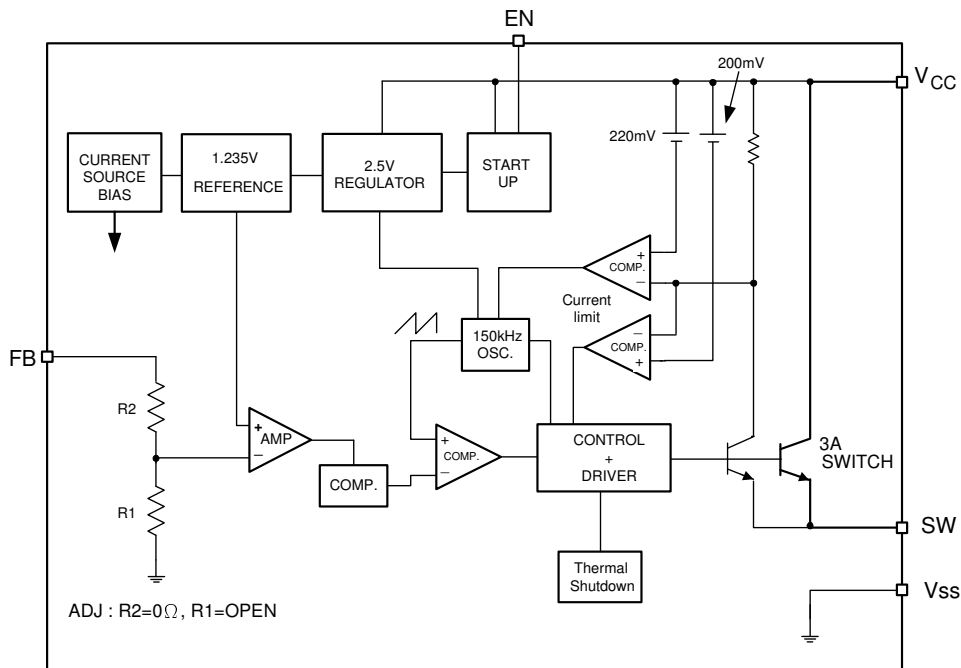 EN
200mV
VCC
220mV
CURRENT
SOURCE
BIAS
1.235V
REFERENCE
2.5V
REGULATOR
START
UP
+
COMP.
−
Current
limit
−
COMP.
+
150kHz
OSC.
FB
R2
+
AMP
−
COMP.
+
COMP.
−
CONTROL
+
DRIVER
3A
SWITCH
R1
SW
Thermal
Shutdown
Vss
ADJ : R2=0Ω, R1=OPEN